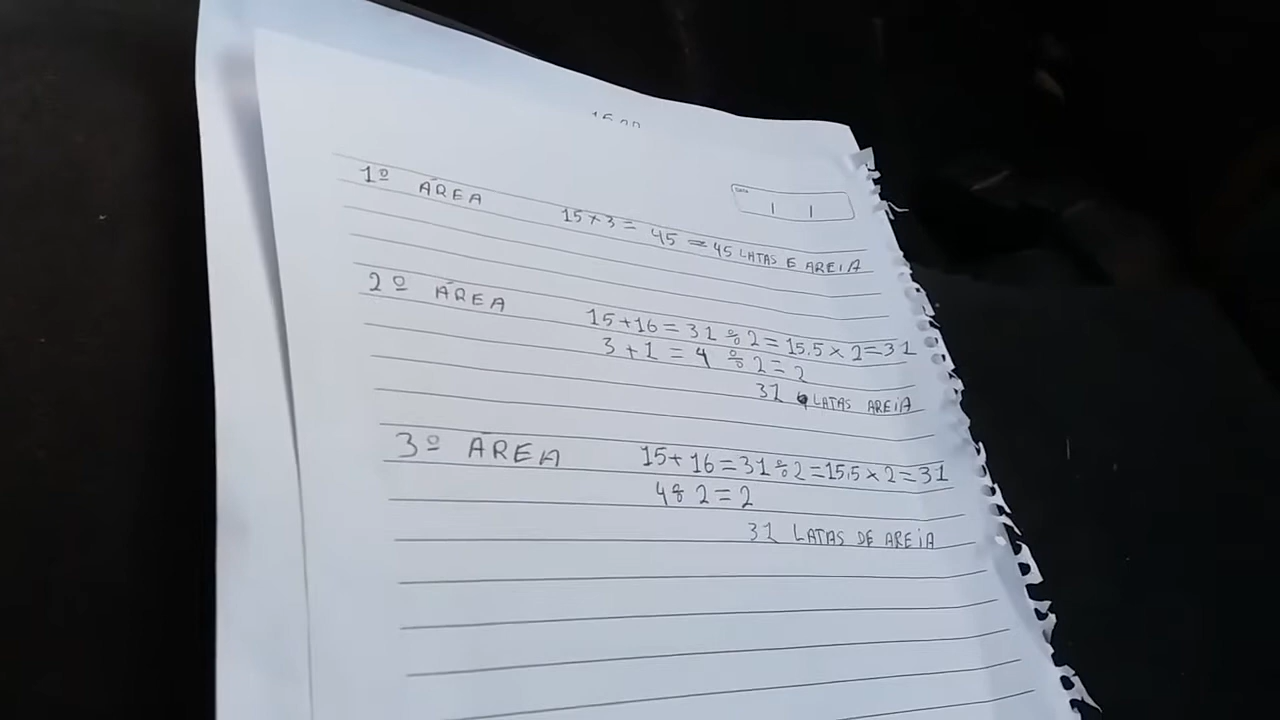 1º ÁREA 15×3= 45 = 45 LATAS E AREIA
2º ÁREA 15+16=31÷2=15.5×2=31
3+1=4÷2=2
31 LATAS AREIA
3º ÁREA 15+16=31÷2=15,5×2=31
4÷2=2
31 LATAS DE AREIA